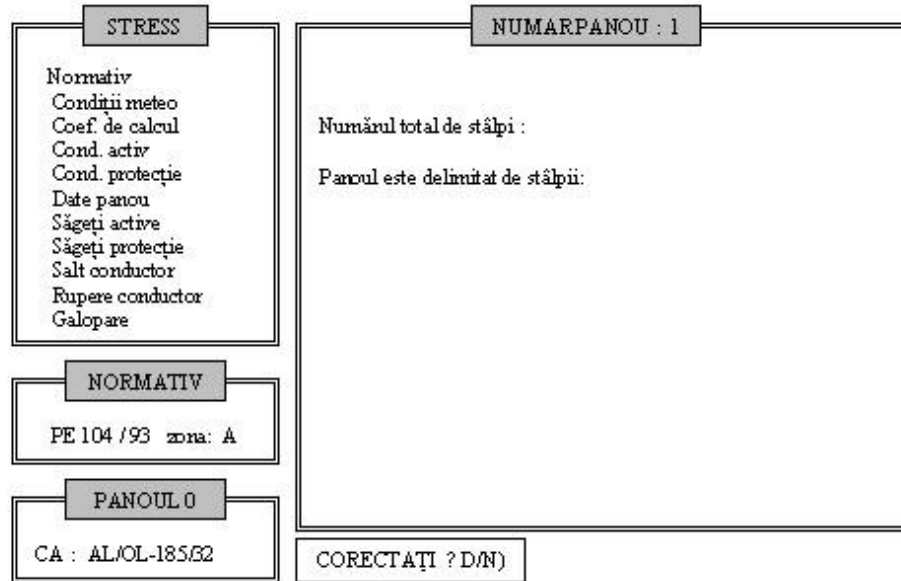 STRESS
Normativ
Condiții meteo
Coef. de calcul
Cond. activ
Cond. protecție
Date panou
Săgeți active
Săgeți protecție
Salt conductor
Rupere conductor
Galopare
NORMATIV
PE 104 /93 zona: A
PANOUL 0
CA : AL/OL-185/32
NUMARPANOU : 1
Numărul total de stâlpi :
Panoul este delimitat de stâlpii:
CORECTAȚI ? D/N)